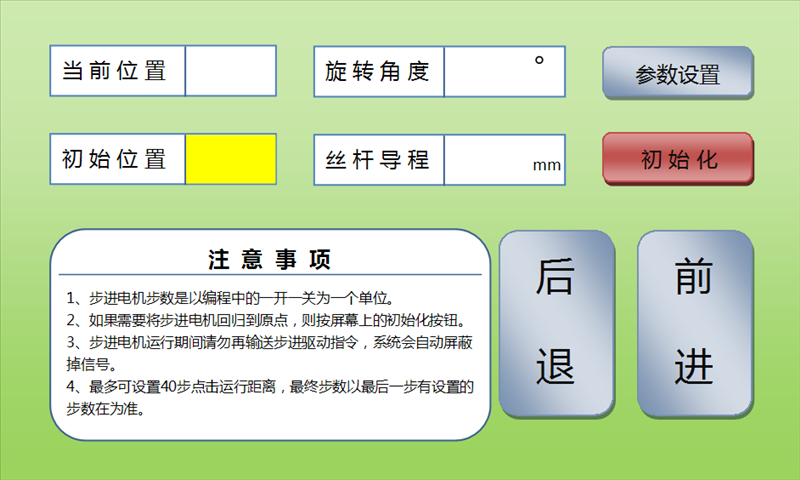 当前位置
旋转角度 °
参数设置
初始位置
丝杆导程 mm
初始化
注意事项
1、步进电机步数是以编程中的一开一关为一个单位。
2、如果需要将步进电机回归到原点，则按屏幕上的初始化按钮。
3、步进电机运行期间请勿再输送步进驱动指令，系统会自动屏蔽
掉信号。
4、最多可设置40步点击运行距离，最终步数以最后一步有设置的
步数在为准。
后退
前进